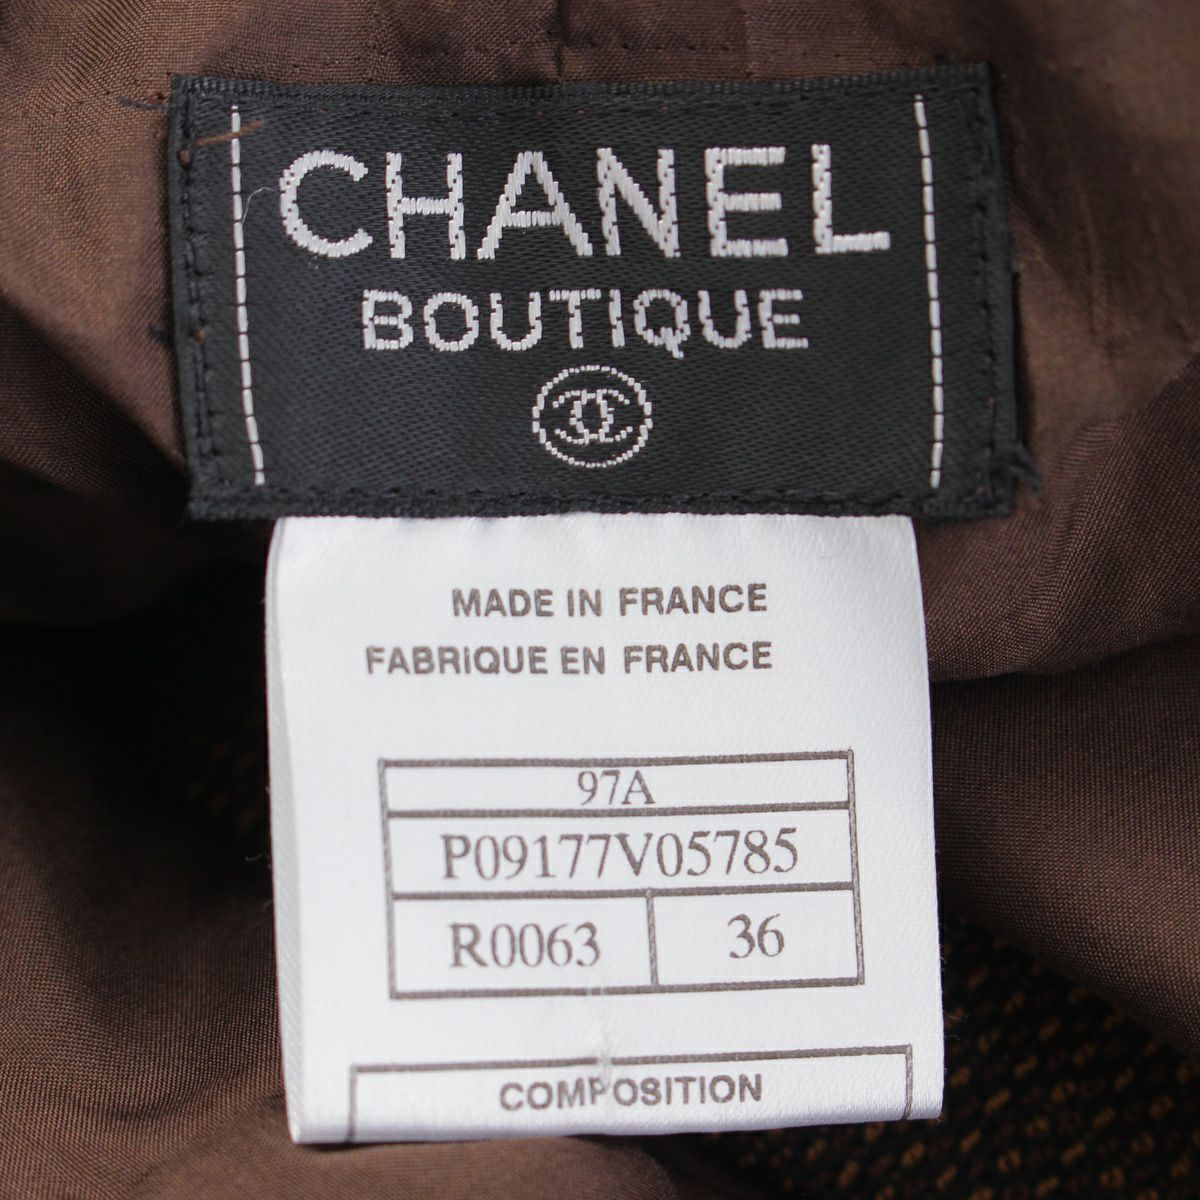 CHANEL
BOUTIQUE
MADE IN FRANCE
FABRIQUE EN FRANCE
97A
P09177V05785
R0063 36
COMPOSITION